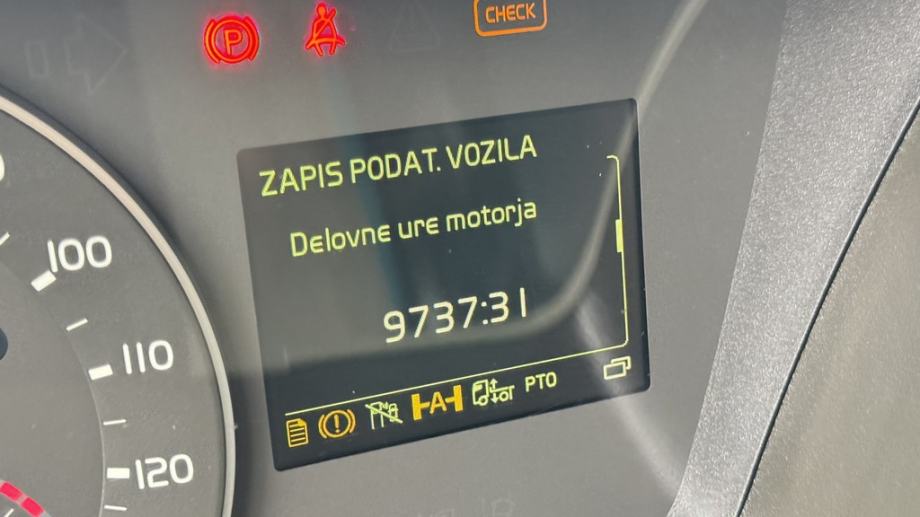 P
CHECK
ZAPIS PODAT. VOZILA
Delovne ure motorja
9737:31
A
PTO
100
110
120